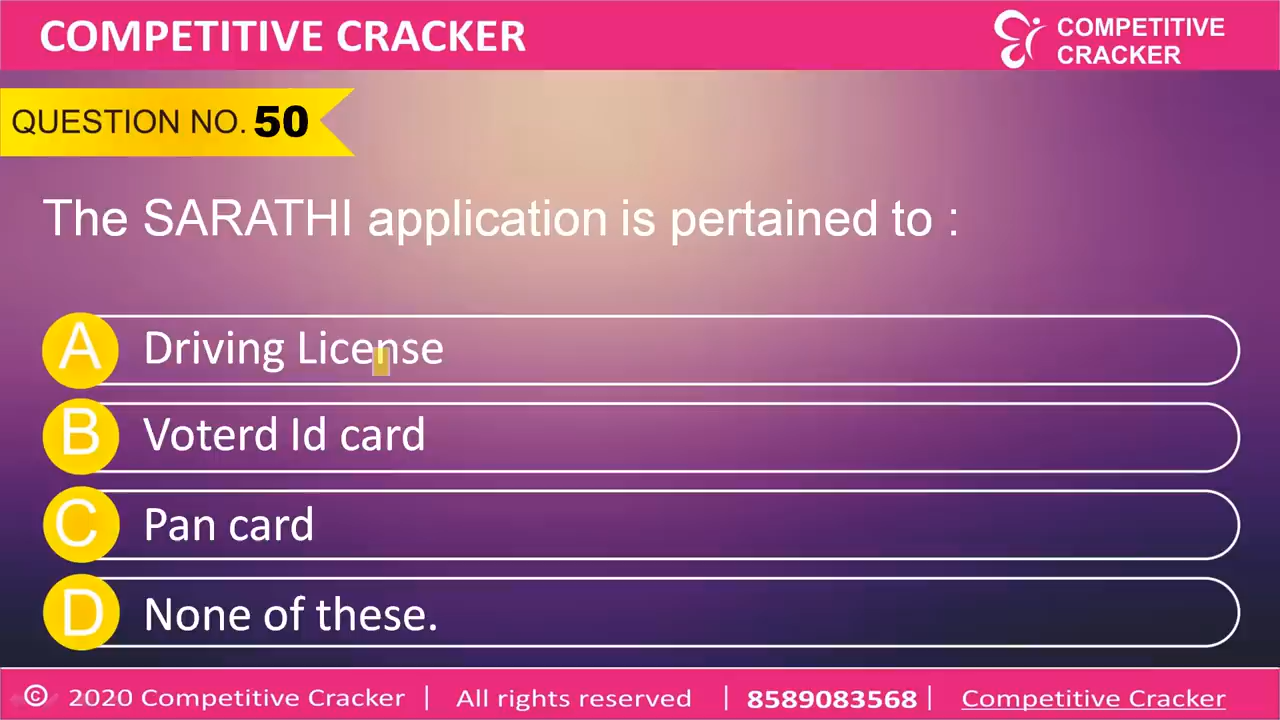 COMPETITIVE CRACKER
COMPETITIVE
CRACKER
QUESTION NO. 50
The SARATHI application is pertained to :
A Driving License
B Voterd Id card
C Pan card
D None of these.
© 2020 Competitive Cracker | All rights reserved | 8589083568 | Competitive Cracker